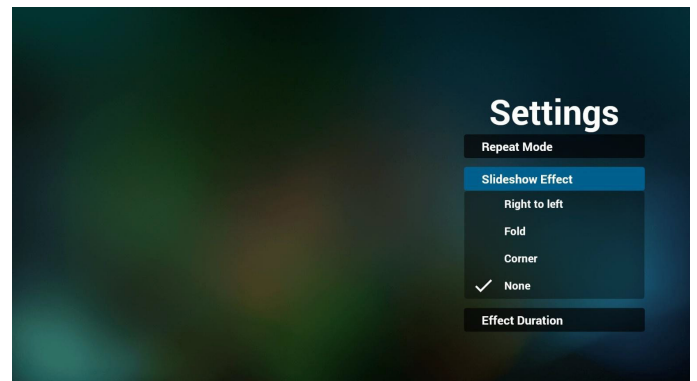 Settings
Repeat Mode
Slideshow Effect
Right to left
Fold
Corner
None
Effect Duration